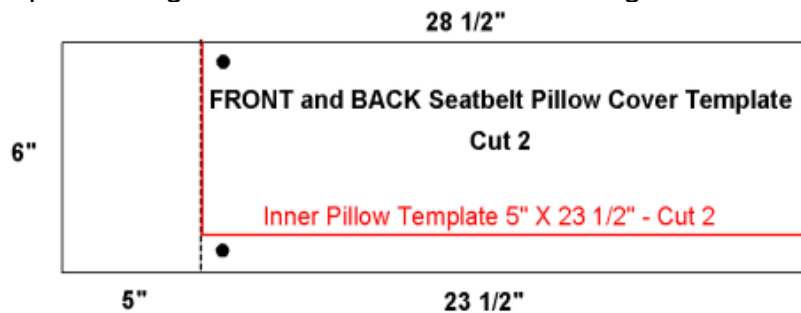 28 1/2"
FRONT and BACK Seatbelt Pillow Cover Template
Cut 2
6"
Inner Pillow Template 5" X 23 1/2" - Cut 2
5"
23 1/2"